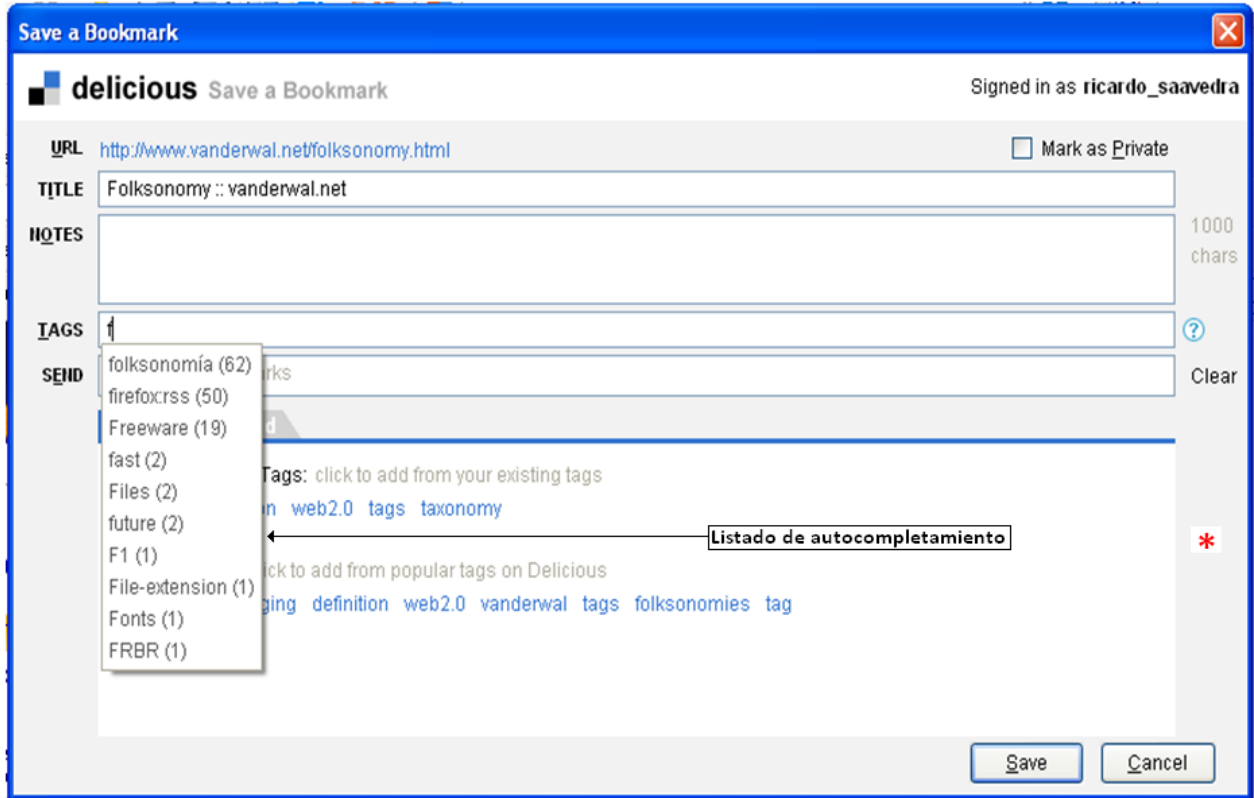 Save a Bookmark
delicious Save a Bookmark
Signed in as ricardo_saavedra
URL http://www.vanderwal.net/folksonomy.html
Mark as Private
TITLE Folksonomy :: vanderwal.net
NOTES
1000
chars
TAGS f
SEND
Clear
folksonomía (62)
firefox:rss (50)
Freeware (19)
fast (2)
Files (2)
future (2)
F1 (1)
File-extension (1)
Fonts (1)
FRBR (1)
Tags: click to add from your existing tags
web2.0 tags taxonomy
Listado de autocompletamiento
*
to add from popular tags on Delicious
definition web2.0 vanderwal tags folksonomies tag
Save
Cancel